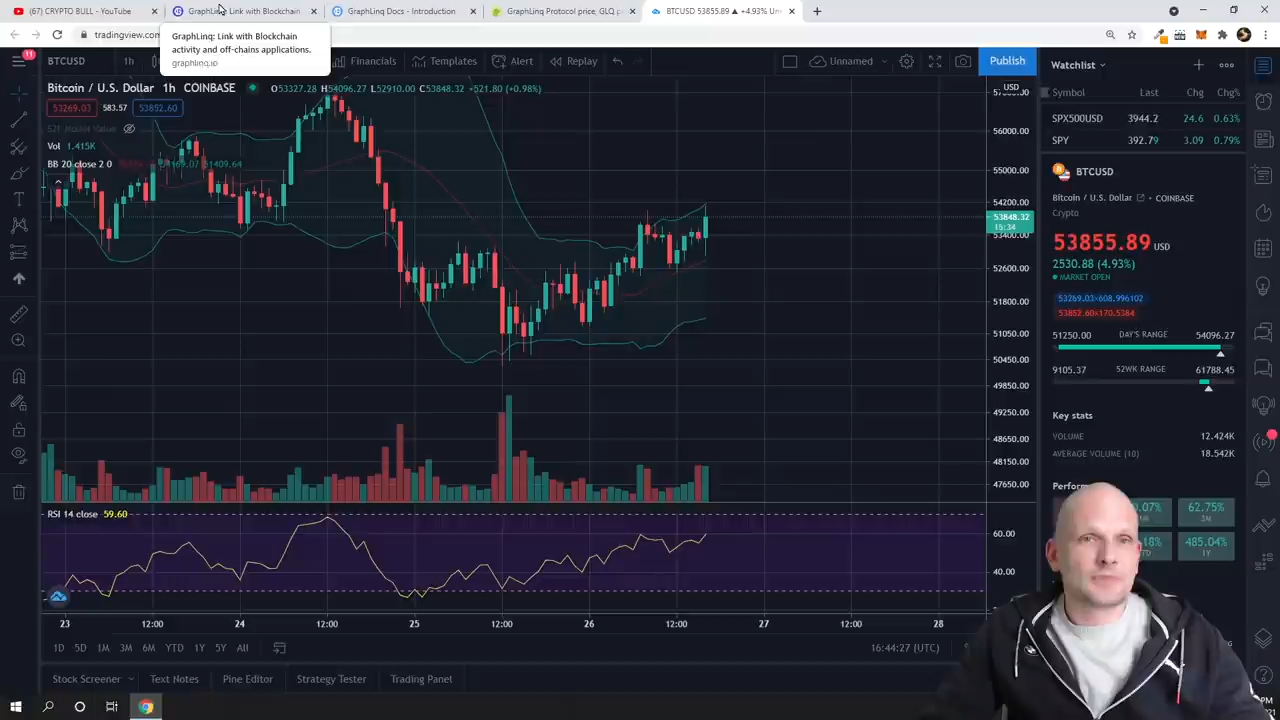 (67) CRYPTO BULL - YouTube
GraphLinq: Link with Blockchain
GraphLinq Docs - Introduction
GraphLinq Protocol price, GLQ p
BTCUSD 53855.89 ▲ +4.93% Un
tradingview.com
GraphLinq: Link with Blockchain
activity and off-chains applications.
graphlinq.io
11
BTCUSD
1h
Financials
Templates
Alert
Replay
Unnamed
Publish
Bitcoin / U.S. Dollar 1h COINBASE
O53327.28 H54096.27 L52910.00 C53848.32 +521.80 (+0.98%)
53269.03
583.57
53852.60
Vol 1.415K
BB 20 close 2 0
51409.64
USD
56000.00
55000.00
54200.00
53848.32
15:34
53400.00
52600.00
51800.00
51050.00
50450.00
49850.00
49250.00
48650.00
48150.00
47650.00
RSI 14 close 59.60
60.00
40.00
23
12:00
24
12:00
25
12:00
26
12:00
27
12:00
28
1D 5D 1M 3M 6M YTD 1Y 5Y All
16:44:27 (UTC)
Stock Screener
Text Notes
Pine Editor
Strategy Tester
Trading Panel
Watchlist
Symbol Last Chg Chg%
SPX500USD 3944.2 24.6 0.63%
SPY 392.79 3.09 0.79%
BTCUSD
Bitcoin / U.S. Dollar • COINBASE
Crypto
53855.89 USD
2530.88 (4.93%)
MARKET OPEN
53269.03×608.996102
53852.60×170.5384
51250.00 DAY'S RANGE 54096.27
9105.37 52WK RANGE 61788.45
Key stats
VOLUME 12.424K
AVERAGE VOLUME (10) 18.542K
62.75%
3M
485.04%
1Y